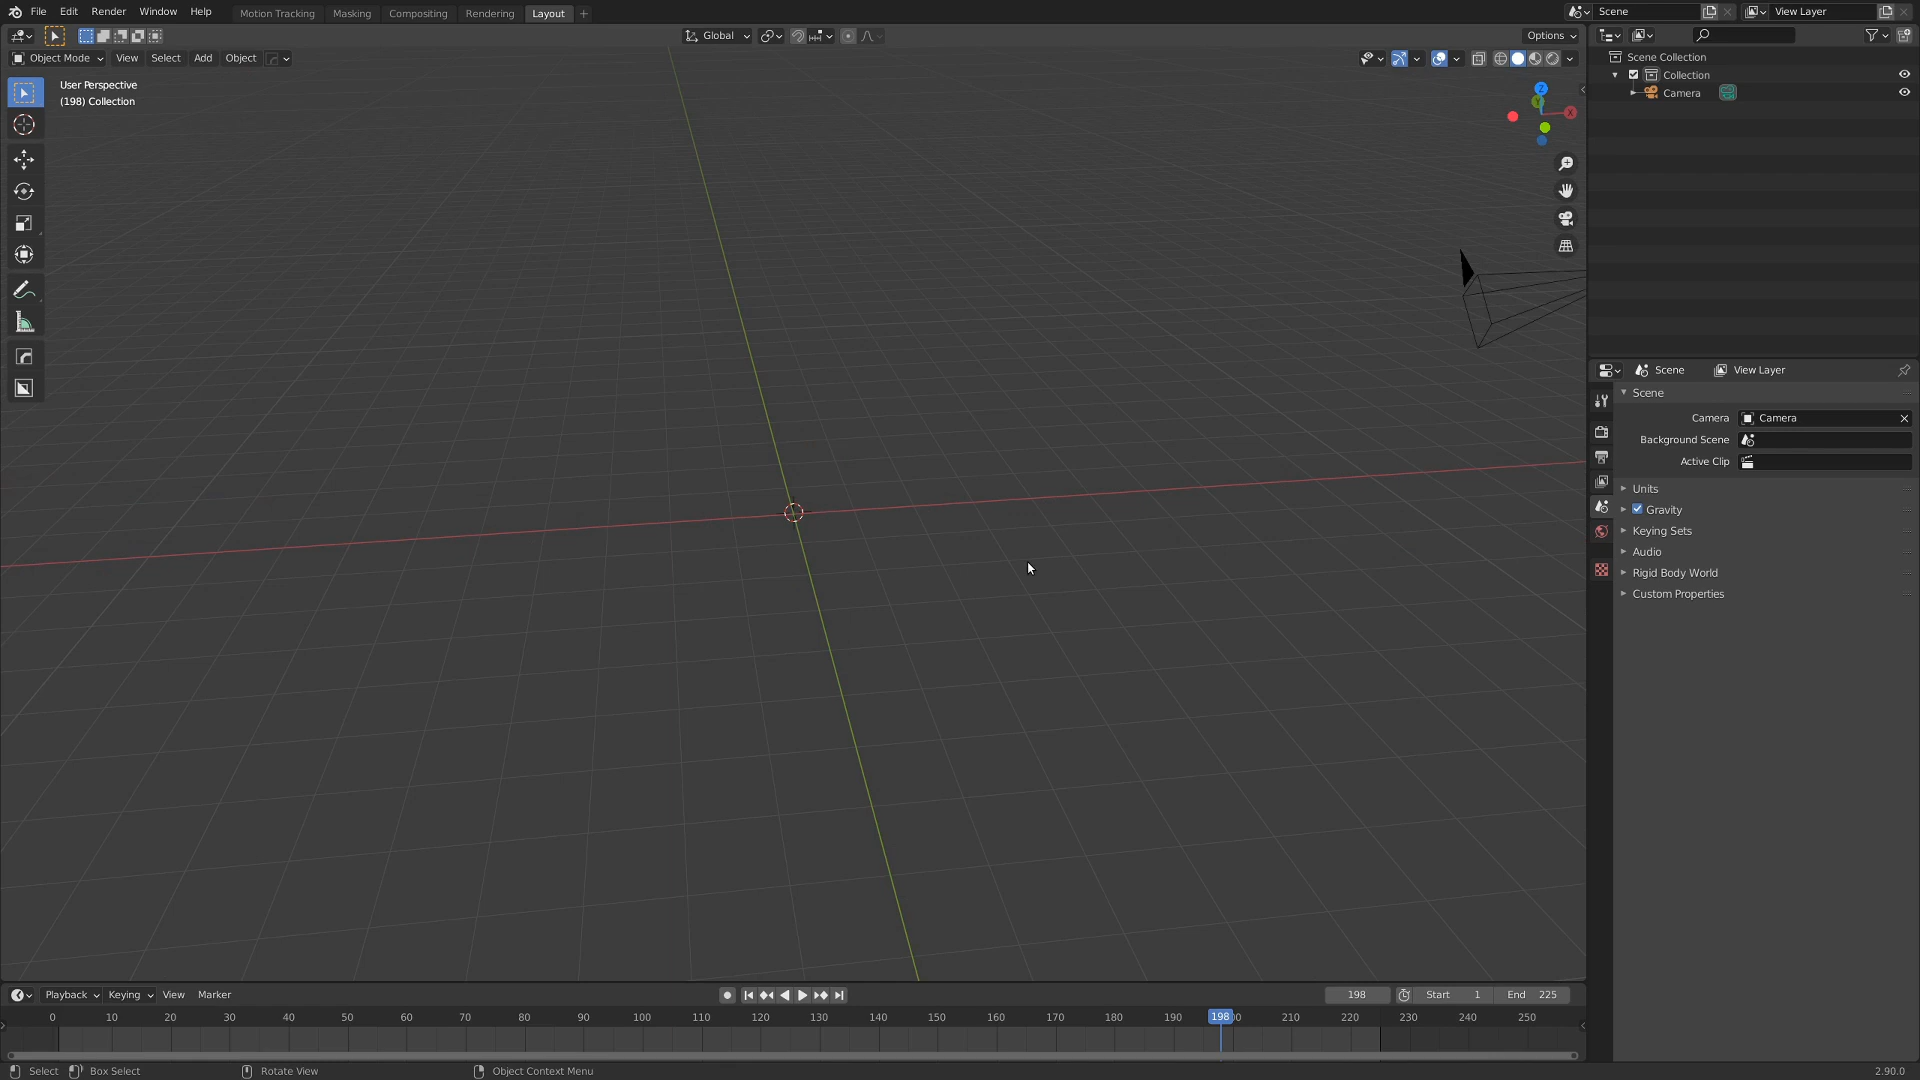 File Edit Render Window Help Motion Tracking Masking Compositing Rendering Layout + Scene View Layer
Global Options
Object Mode View Select Add Object
User Perspective
(198) Collection
Z
Y
X
Scene Collection
Collection
Camera
Scene View Layer
Scene
Camera Camera
Background Scene
Active Clip
Units
Gravity
Keying Sets
Audio
Rigid Body World
Custom Properties
Playback Keying View Marker 198 Start 1 End 225
0 10 20 30 40 50 60 70 80 90 100 110 120 130 140 150 160 170 180 190 198 210 220 230 240 250
Select Box Select Rotate View Object Context Menu 2.90.0